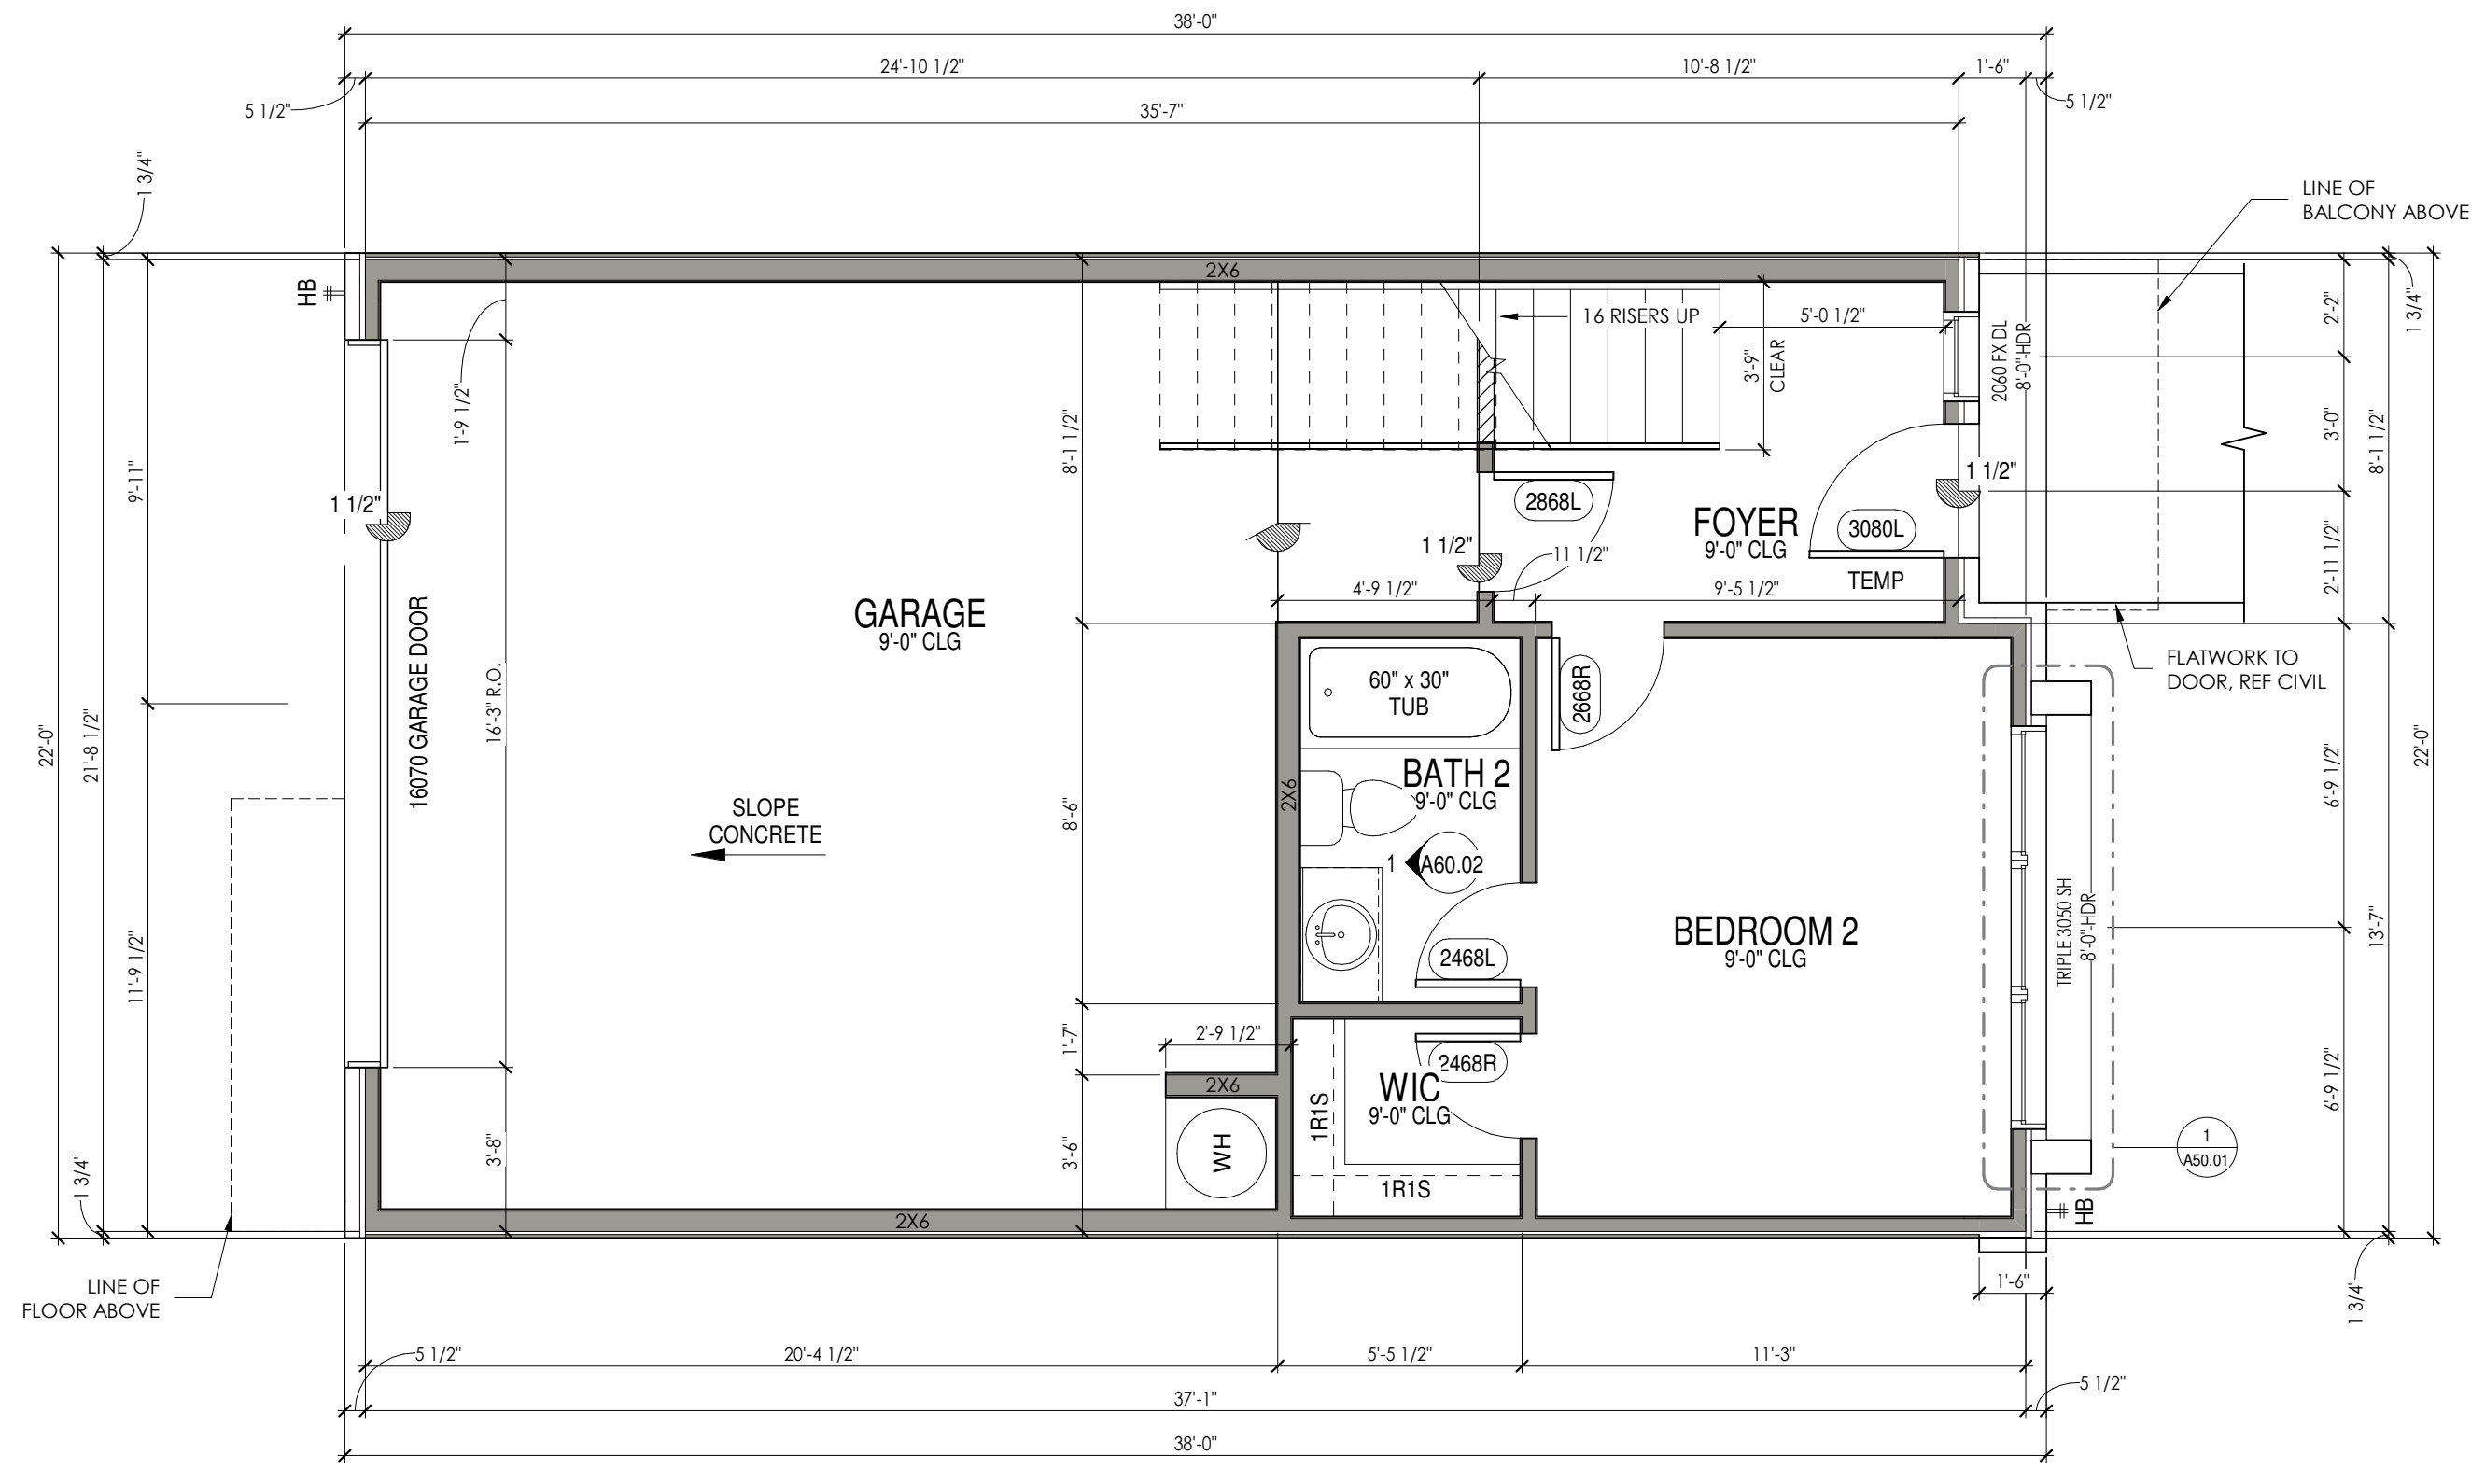 38'-0"
24'-10 1/2"
10'-8 1/2"
1'-6"
5 1/2"
35'-7"
5 1/2"
1 3/4"
LINE OF
BALCONY ABOVE
HB
2X6
1'-9 1/2"
16 RISERS UP
5'-0 1/2"
3'-9"
CLEAR
2060 FX DL
8'-0"HDR
2'-2"
1 3/4"
3'-0"
8'-1 1/2"
2'-11 1/2"
9'-11"
8'-1 1/2"
1 1/2"
2868L
FOYER
9'-0" CLG
3080L
1 1/2"
1 1/2"
11 1/2"
TEMP
4'-9 1/2"
9'-5 1/2"
GARAGE
9'-0" CLG
16070 GARAGE DOOR
16'-3" R.O.
22'-0"
21'-8 1/2"
60" x 30"
TUB
2668R
FLATWORK TO
DOOR, REF CIVIL
BATH 2
9'-0" CLG
2X6
8'-6"
SLOPE
CONCRETE
1
A60.02
6'-9 1/2"
22'-0"
BEDROOM 2
9'-0" CLG
TRIPLE 3050 SH
8'-0"HDR
13'-7"
2468L
11'-9 1/2"
1'-7"
2'-9 1/2"
2468R
2X6
WIC
9'-0" CLG
1R1S
6'-9 1/2"
3'-8"
3'-6"
WH
1
A50.01
1R1S
1 3/4"
2X6
HB
LINE OF
FLOOR ABOVE
1'-6"
1 3/4"
5 1/2"
20'-4 1/2"
5'-5 1/2"
11'-3"
37'-1"
5 1/2"
38'-0"